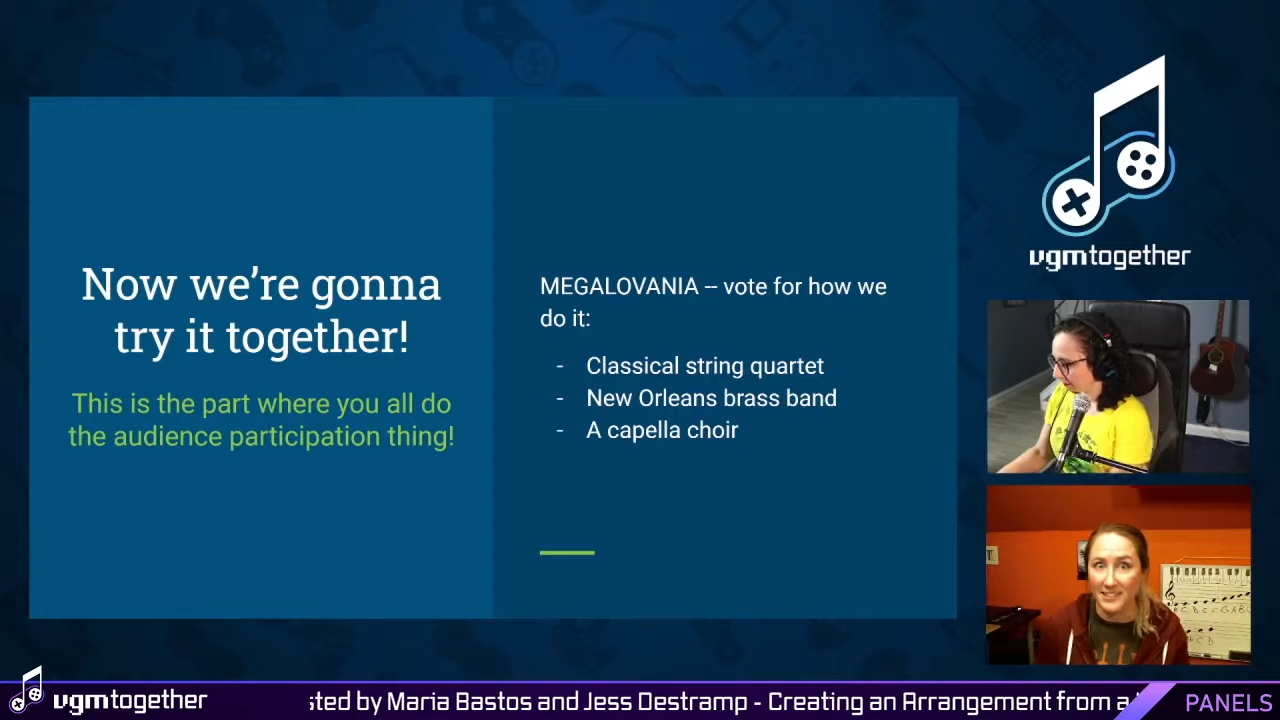 Now we're gonna
try it together!
This is the part where you all do
the audience participation thing!
MEGALOVANIA -- vote for how we
do it:
- Classical string quartet
- New Orleans brass band
- A capella choir
vgmtogether
vgmtogether
sted by Maria Bastos and Jess Destramp - Creating an Arrangement from a
PANELS